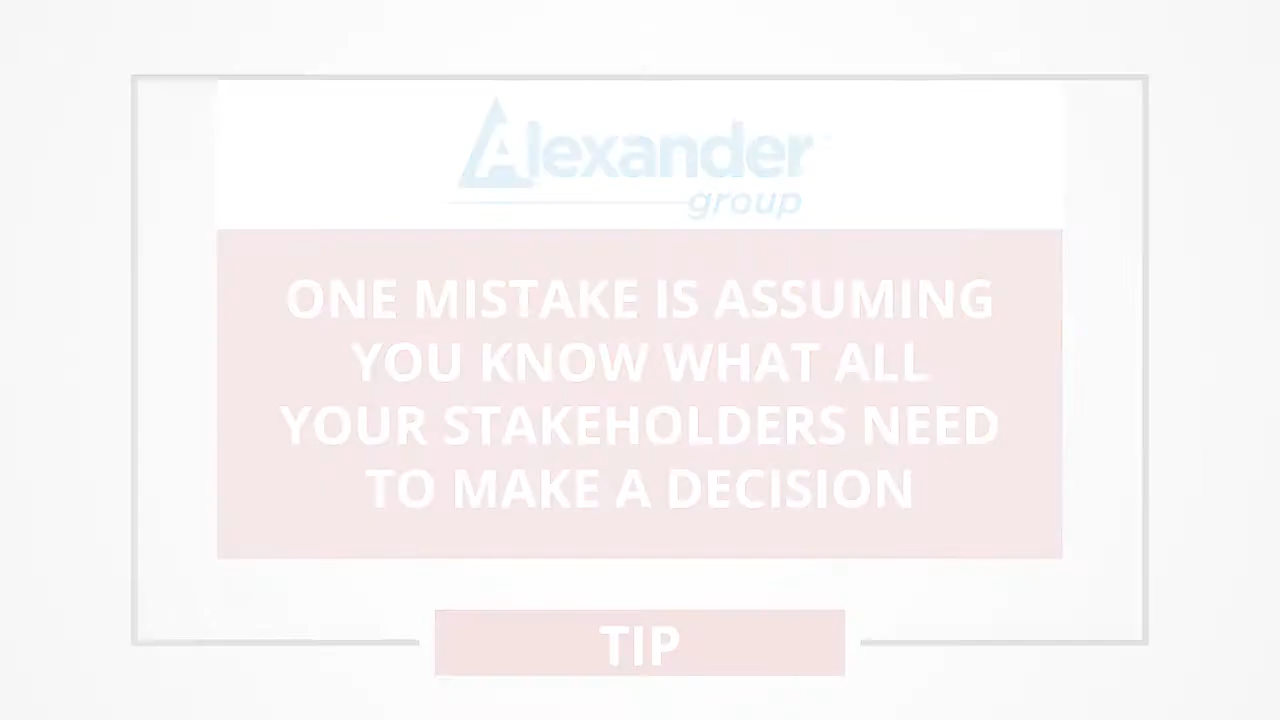 Alexander
group
ONE MISTAKE IS ASSUMING
YOU KNOW WHAT ALL
YOUR STAKEHOLDERS NEED
TO MAKE A DECISION
TIP